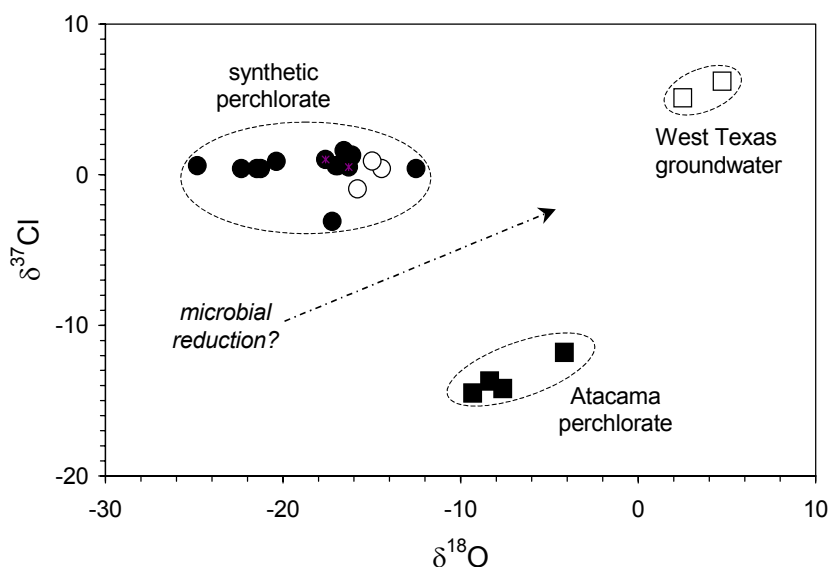 10
0
-10
-20
δ37Cl
synthetic
perchlorate
West Texas
groundwater
microbial
reduction?
Atacama
perchlorate
-30
-20
-10
0
10
δ18O